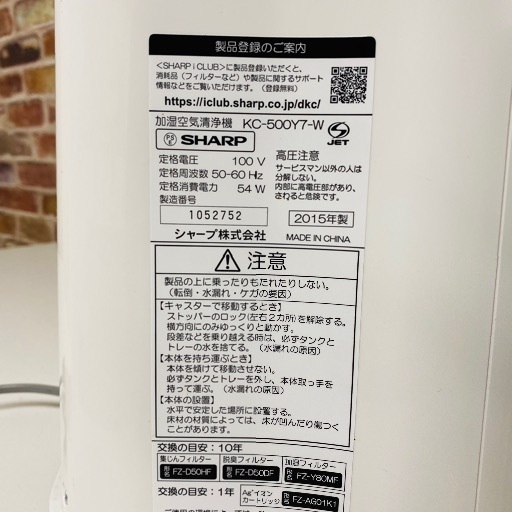 製品登録のご案内
<SHARP i CLUB>に製品登録いただくと、
消耗品(フィルターなど)や製品に関するサポート
情報などをご覧いただけます。(登録無料)
https://iclub.sharp.co.jp/dkc/
加湿空気清浄機 KC-500Y7-W
PS E SHARP
JET
定格電圧 100 V
定格周波数 50-60 Hz
定格消費電力 54 W
製造番号
1052752
シャープ株式会社
高圧注意
サービスマン以外の人は
分解しない。
内部に高電圧部があり、
さわると危険です。
2015年製
MADE IN CHINA
注意
製品の上に乗ったりもたれたりしない。
(転倒・水漏れ・ケガの要因)
【キャスターで移動するとき】
ストッパーのロック(左右2カ所)を解除する。
横方向にのみゆっくりと動かす。
段差などを乗り越える時は、必ずタンクと
トレーの水を捨てる。(水漏れの原因)
【本体を持ち運ぶとき】
本体を傾けて移動させない。
必ずタンクとトレーを外し、本体取っ手を
持って運ぶ。(水漏れの原因)
【本体の設置】
水平で安定した場所に設置する。
床材の材質によっては、床が凹んだり傷つく
ことがあります。
交換の目安:10年
集じんフィルター 脱臭フィルター 加湿フィルター
形名 FZ-D50HF 形名 FZ-D50DF 形名 FZ-Y80MF
交換の目安:1年 Ag+イオンカートリッジ 形名 FZ-AG01K1